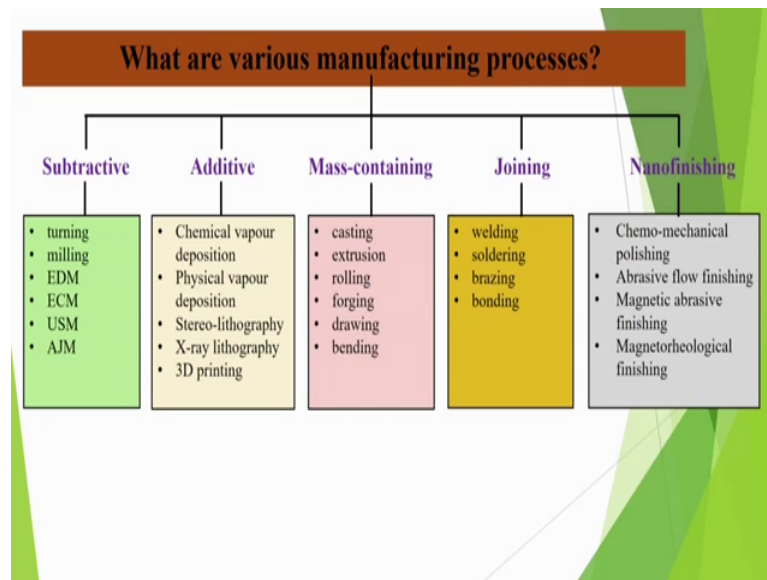 What are various manufacturing processes?
Subtractive
Additive
Mass-containing
Joining
Nanofinishing
• turning
• milling
• EDM
• ECM
• USM
• AJM
• Chemical vapour
deposition
• Physical vapour
deposition
• Stereo-lithography
• X-ray lithography
• 3D printing
• casting
• extrusion
• rolling
• forging
• drawing
• bending
• welding
• soldering
• brazing
• bonding
• Chemo-mechanical
polishing
• Abrasive flow finishing
• Magnetic abrasive
finishing
• Magnetorheological
finishing